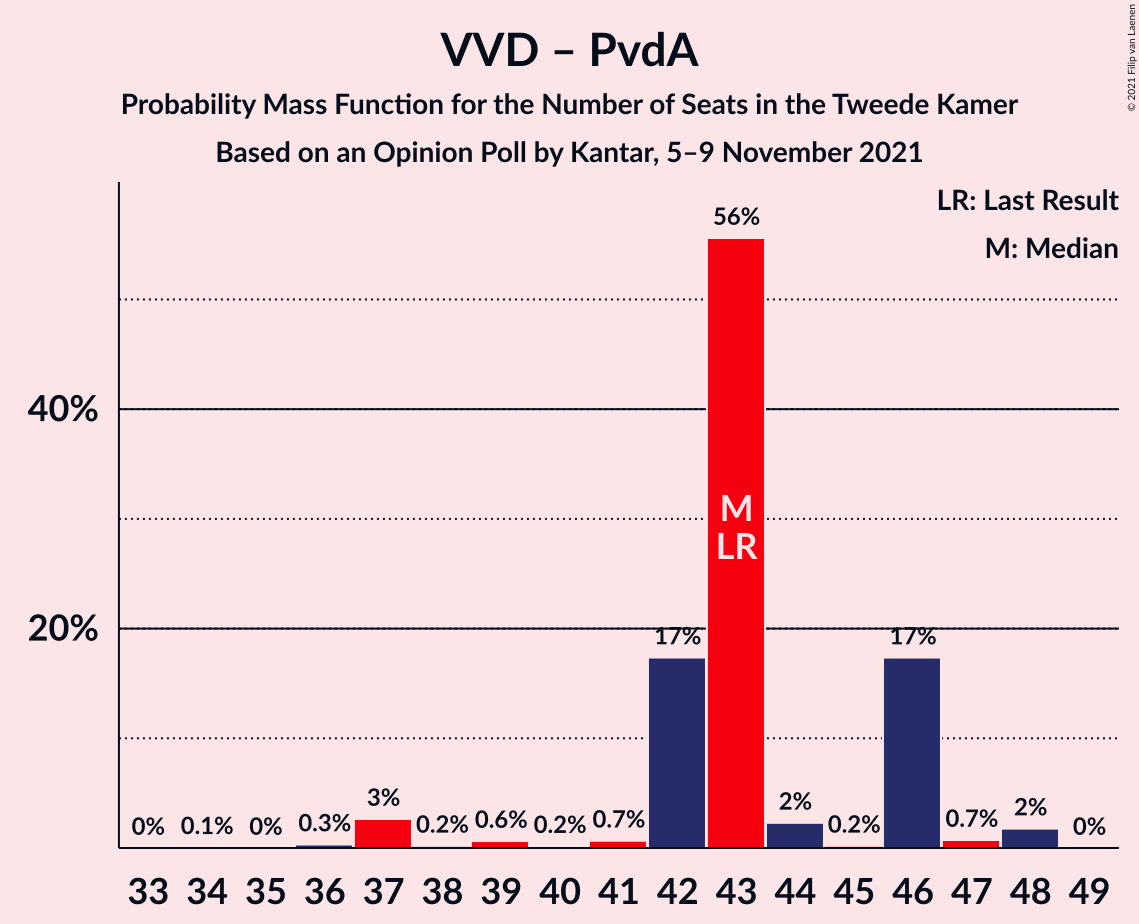 VVD – PvdA
Probability Mass Function for the Number of Seats in the Tweede Kamer
Based on an Opinion Poll by Kantar, 5–9 November 2021
© 2021 Filip van Laenen
LR: Last Result
M: Median
56%
40%
M
LR
20%
17%
17%
0%
0.1%
0%
0.3%
3%
0.2%
0.6%
0.2%
0.7%
2%
0.2%
0.7%
2%
0%
33 34 35 36 37 38 39 40 41 42 43 44 45 46 47 48 49